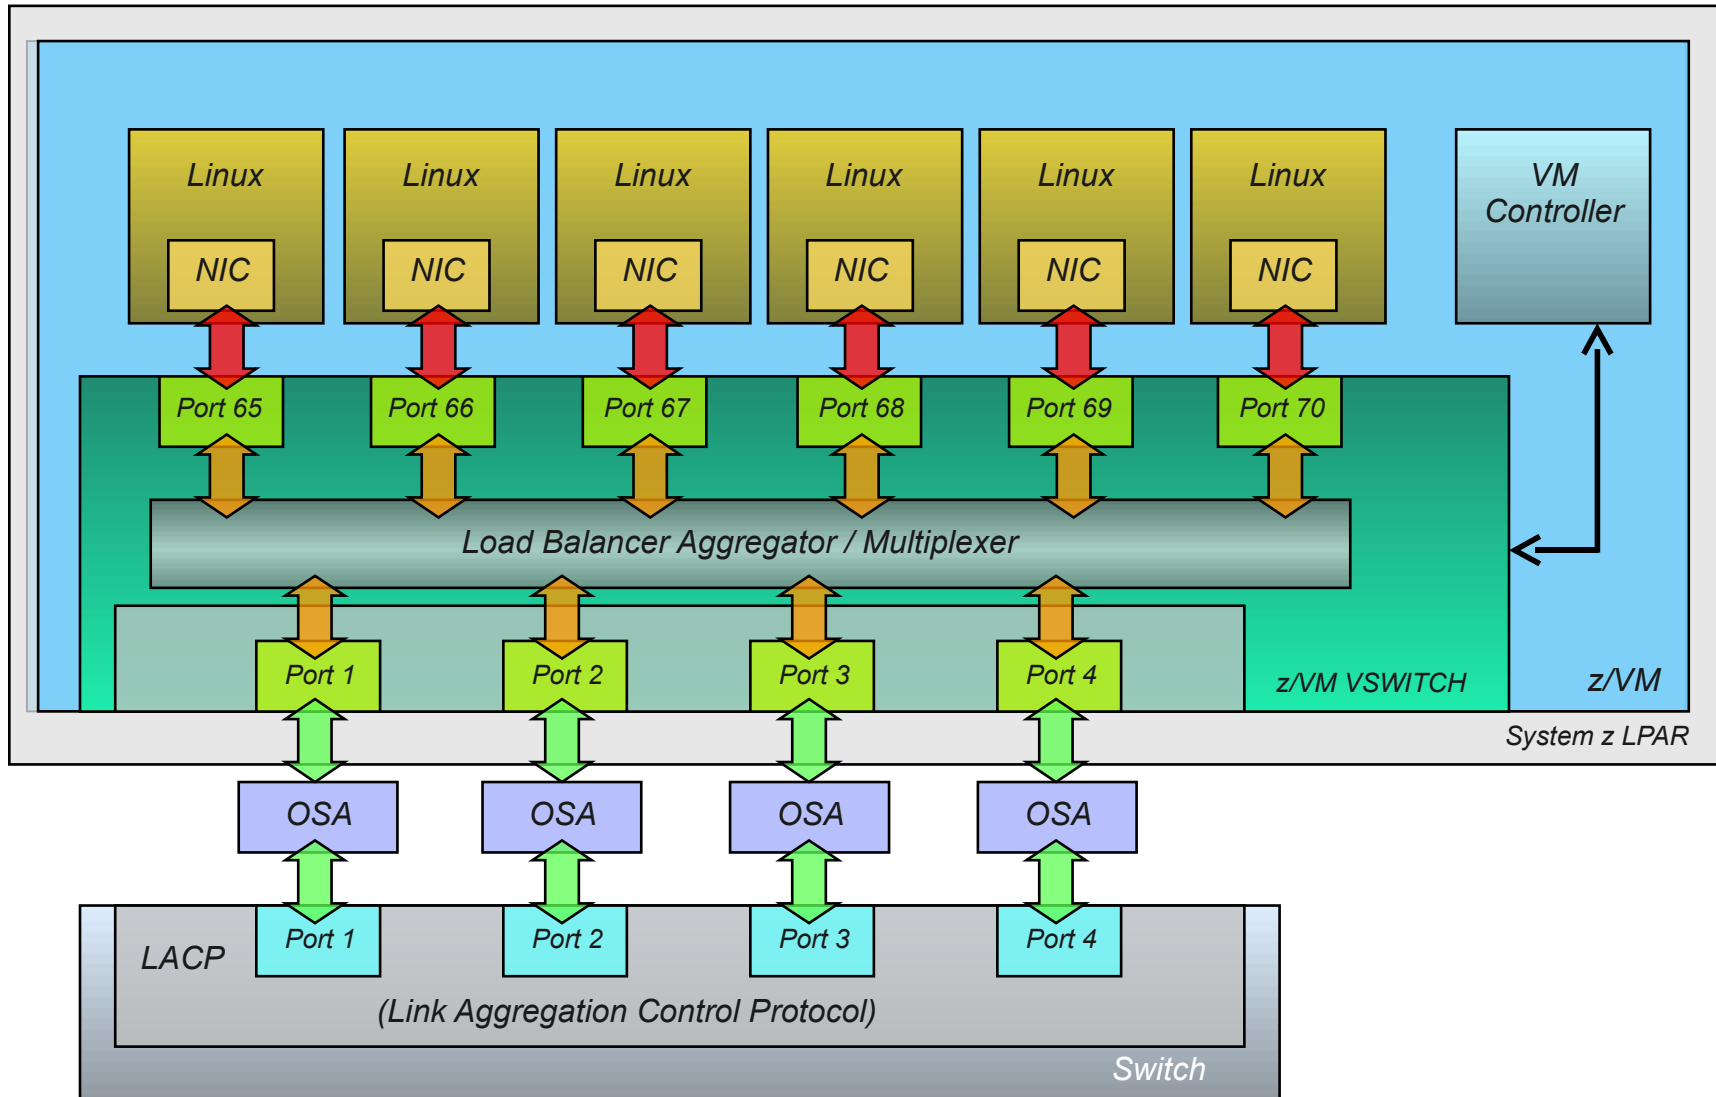 Linux
Linux
Linux
Linux
Linux
Linux
VM
Controller
NIC
NIC
NIC
NIC
NIC
NIC
Port 65
Port 66
Port 67
Port 68
Port 69
Port 70
Load Balancer Aggregator / Multiplexer
Port 1
Port 2
Port 3
Port 4
z/VM VSWITCH
z/VM
System z LPAR
OSA
OSA
OSA
OSA
Port 1
Port 2
Port 3
Port 4
LACP
(Link Aggregation Control Protocol)
Switch